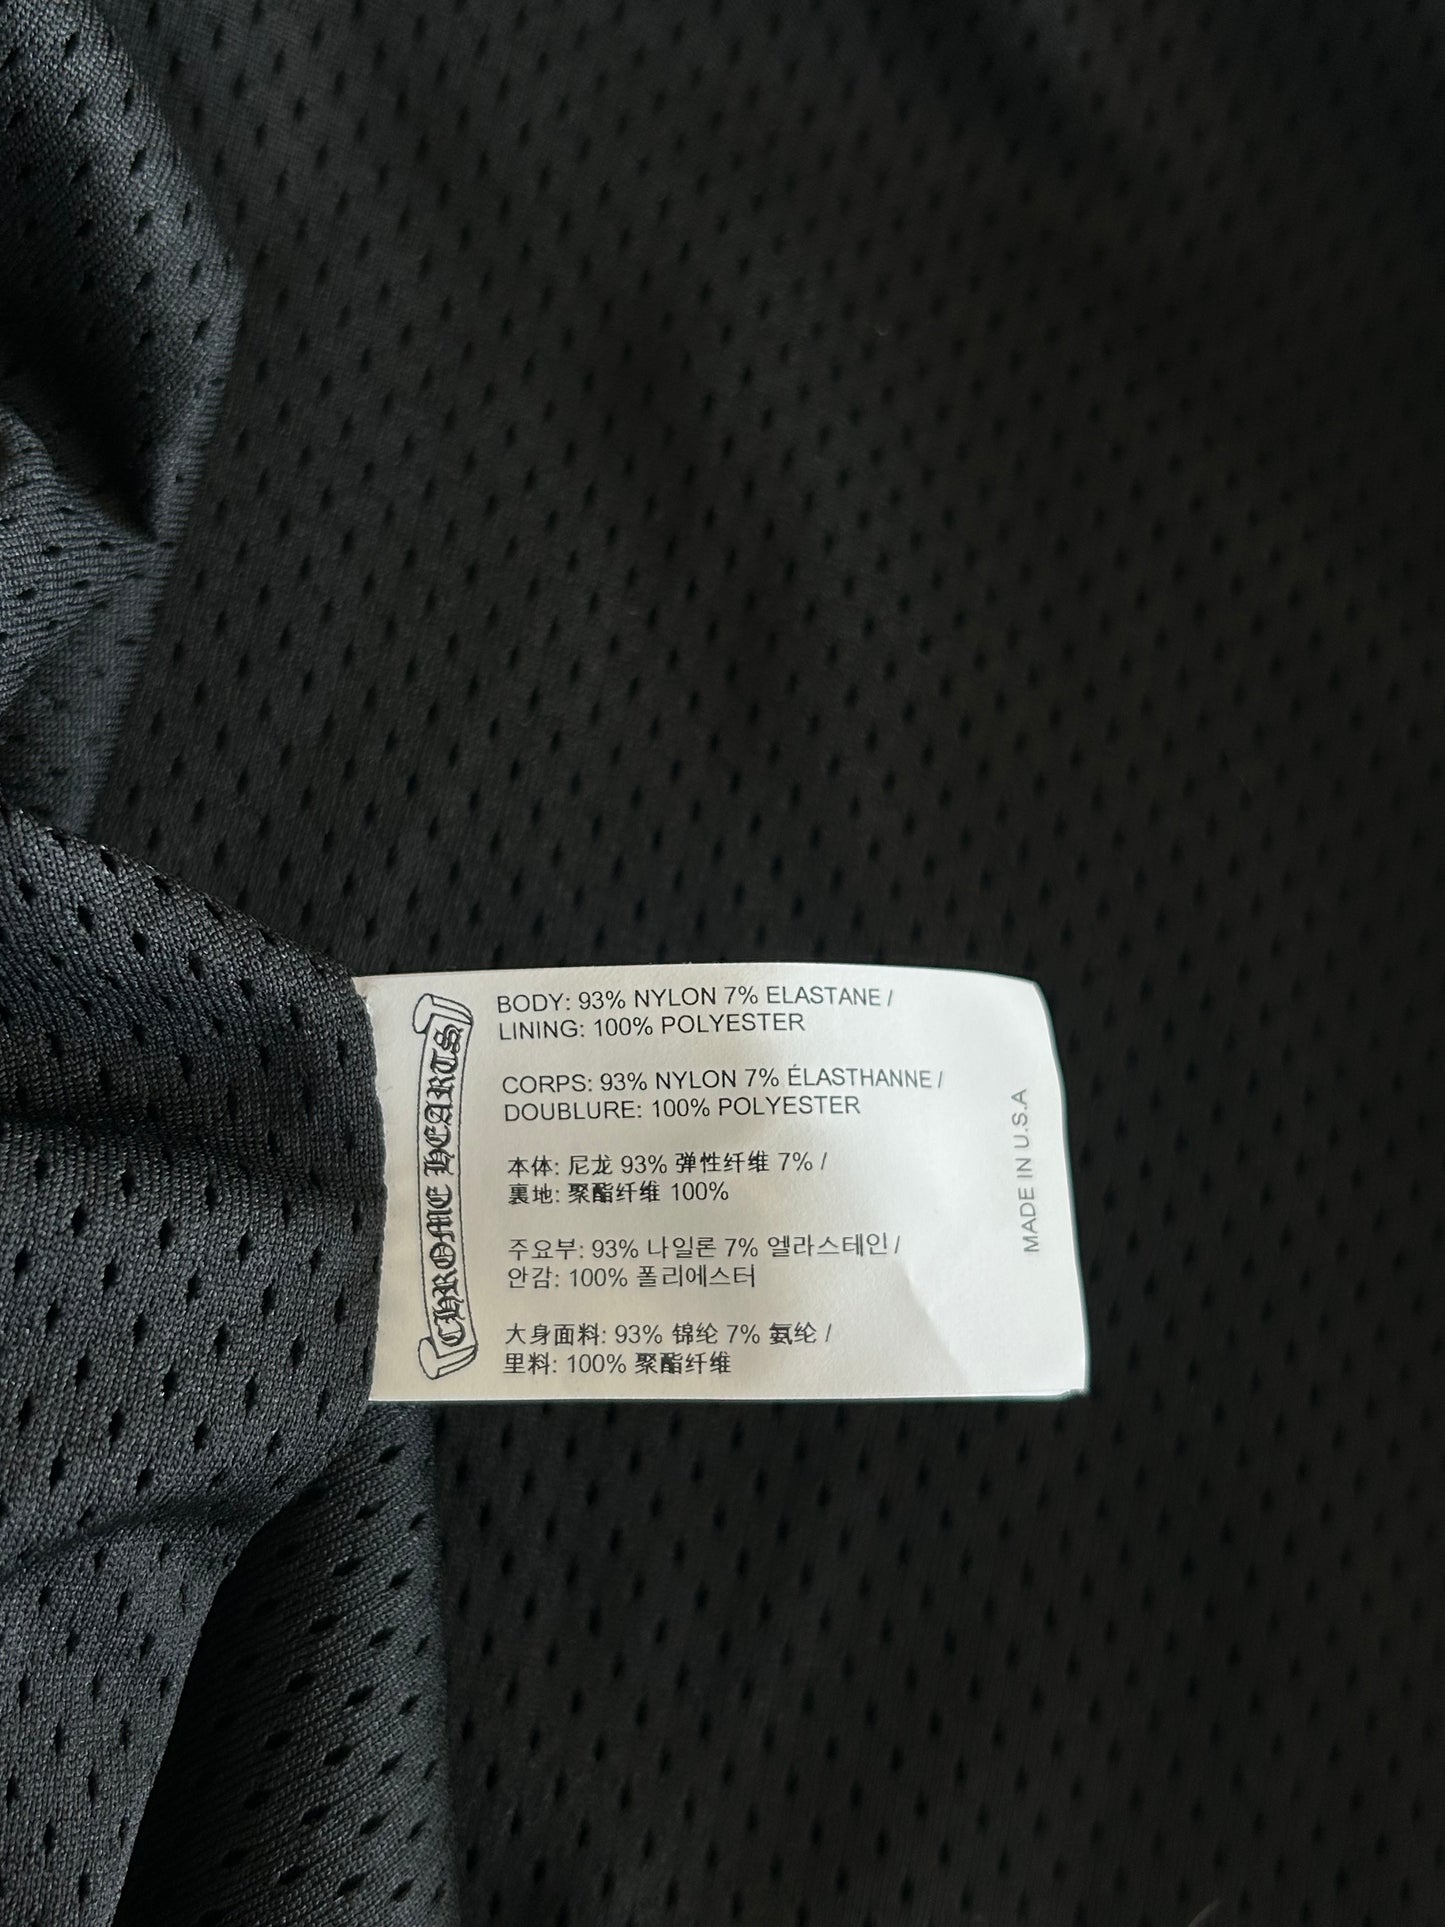 CHROME HEARTS
BODY: 93% NYLON 7% ELASTANE /
LINING: 100% POLYESTER
CORPS: 93% NYLON 7% ÉLASTHANNE /
DOUBLURE: 100% POLYESTER
本体: 尼龙 93% 弹性纤维 7% /
裏地: 聚酯纤维 100%
주요부: 93% 나일론 7% 엘라스테인 /
안감: 100% 폴리에스터
大身面料: 93% 锦纶 7% 氨纶 /
里料: 100% 聚酯纤维
MADE IN U.S.A